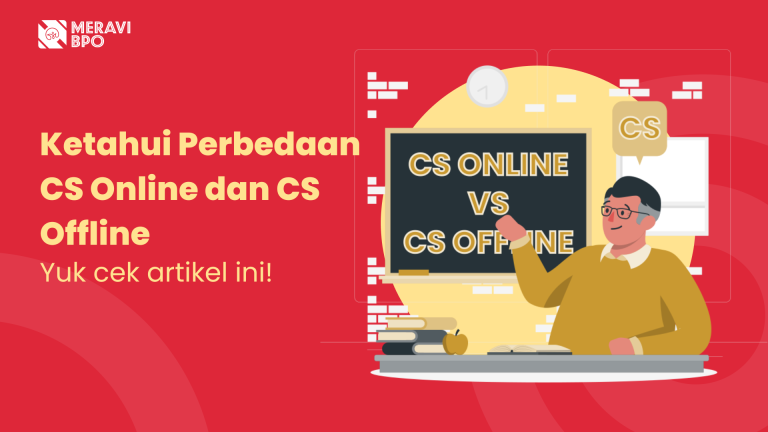 MERAVI
BPO
Ketahui Perbedaan
CS Online dan CS
Offline
Yuk cek artikel ini!
CS
CS ONLINE
VS
CS OFFLINE